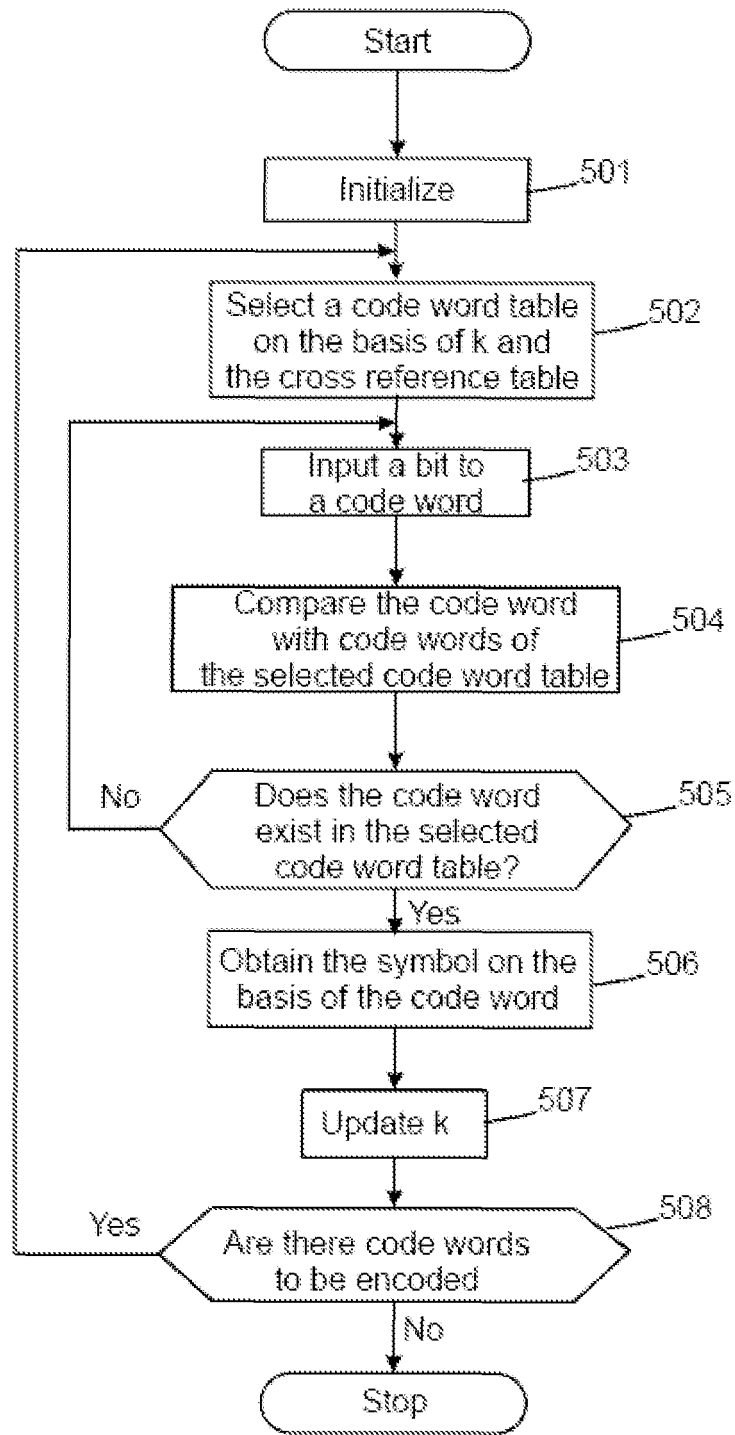 Start
Initialize
501
Select a code word table
on the basis of k and
the cross reference table
502
Input a bit to
a code word
503
Compare the code word
with code words of
the selected code word table
504
No
Does the code word
exist in the selected
code word table?
505
Yes
Obtain the symbol on the
basis of the code word
506
Update k
507
Yes
Are there code words
to be encoded
508
No
Stop